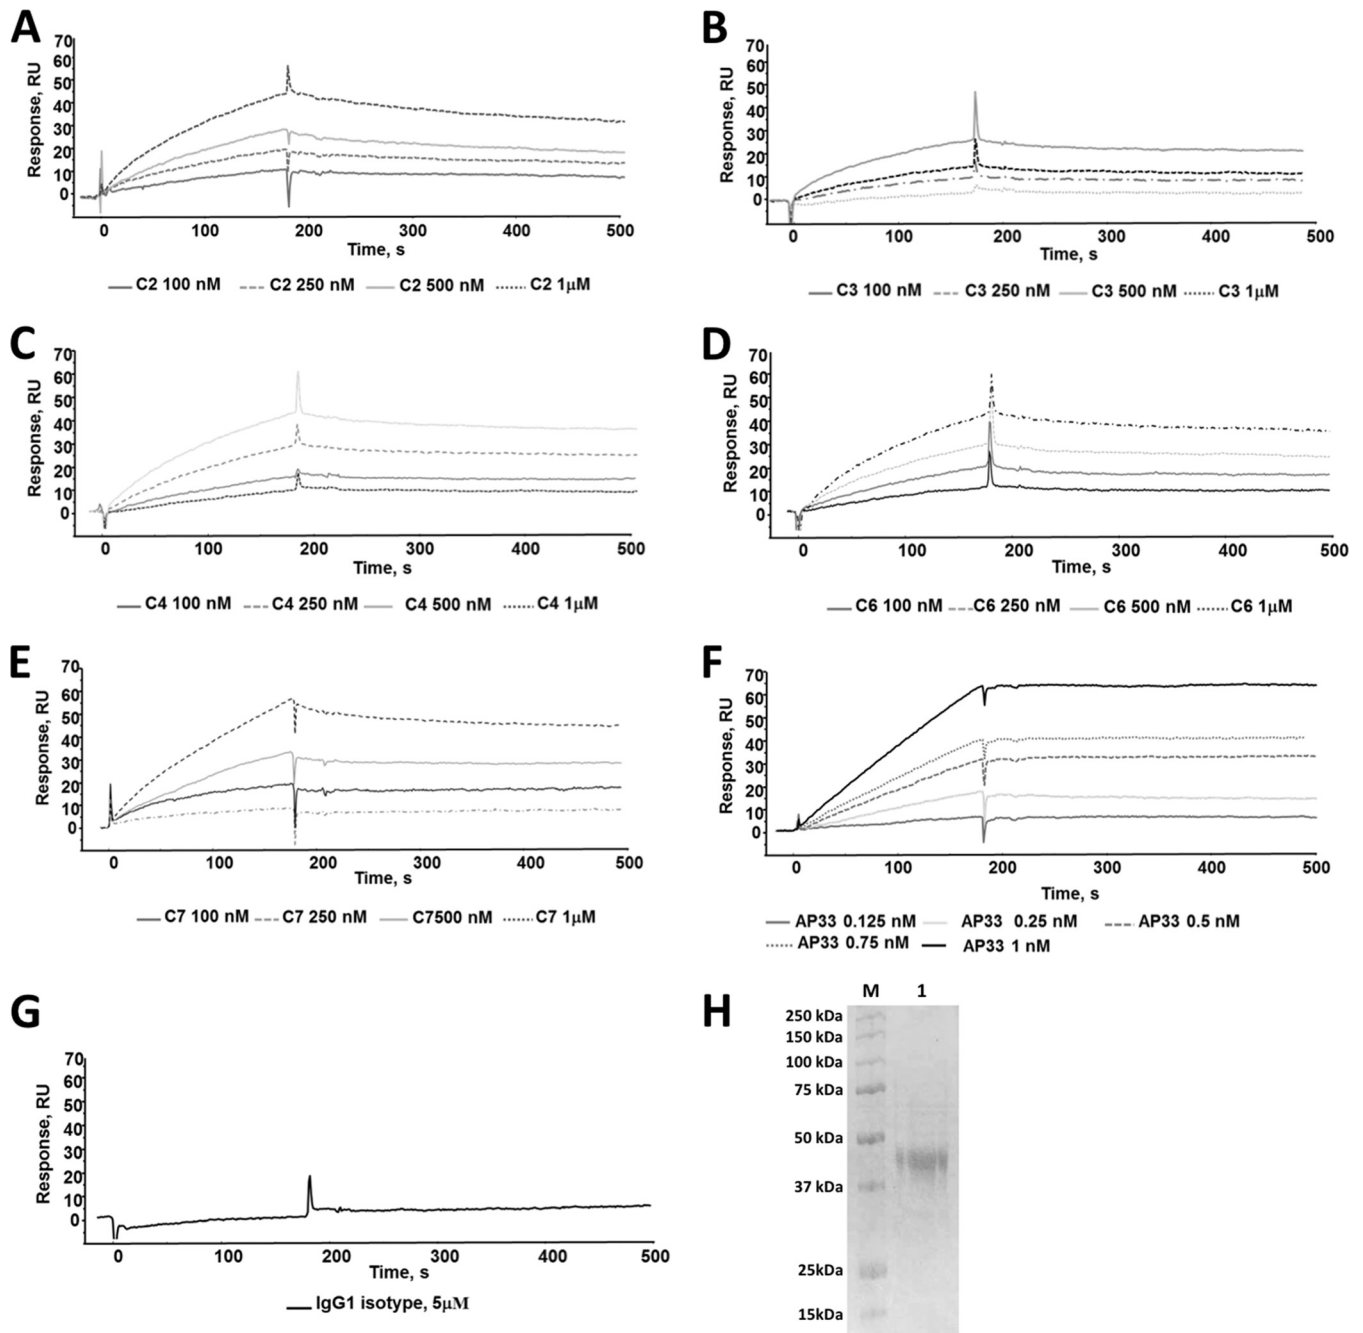 A
Response, RU
70
60
50
40
30
20
10
0
0 100 200 300 400 500
Time, s
C2 100 nM C2 250 nM C2 500 nM C2 1μM
B
Response, RU
70
60
50
40
30
20
10
0
0 100 200 300 400 500
Time, s
C3 100 nM C3 250 nM C3 500 nM C3 1μM
C
Response, RU
70
60
50
40
30
20
10
0
0 100 200 300 400 500
Time, s
C4 100 nM C4 250 nM C4 500 nM C4 1μM
D
Response, RU
70
60
50
40
30
20
10
0
0 100 200 300 400 500
Time, s
C6 100 nM C6 250 nM C6 500 nM C6 1μM
E
Response, RU
70
60
50
40
30
20
10
0
0 100 200 300 400 500
Time, s
C7 100 nM C7 250 nM C7500 nM C7 1μM
F
Response, RU
70
60
50
40
30
20
10
0
0 100 200 300 400 500
Time, s
AP33 0.125 nM AP33 0.25 nM AP33 0.5 nM
AP33 0.75 nM AP33 1 nM
G
Response, RU
70
60
50
40
30
20
10
0
0 100 200 300 400 500
Time, s
IgG1 isotype, 5μM
H
M 1
250 kDa
150 kDa
100 kDa
75 kDa
50 kDa
37 kDa
25kDa
15kDa